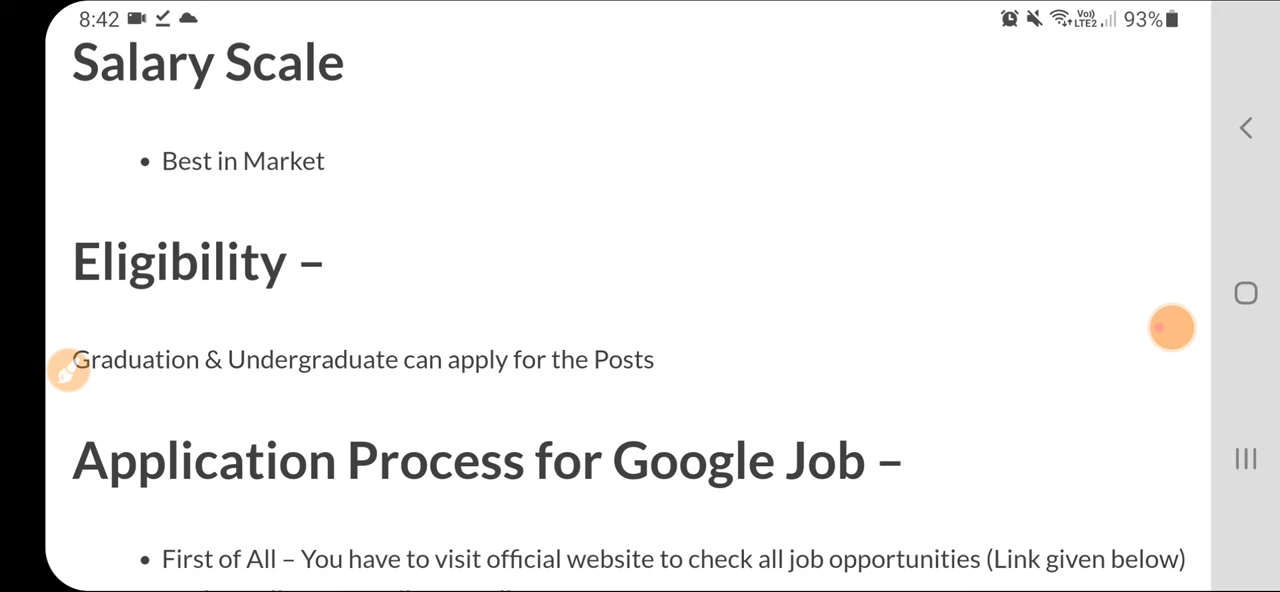 8:42 Vo)) LTE2 93%
Salary Scale
• Best in Market
Eligibility –
Graduation & Undergraduate can apply for the Posts
Application Process for Google Job –
• First of All – You have to visit official website to check all job opportunities (Link given below)